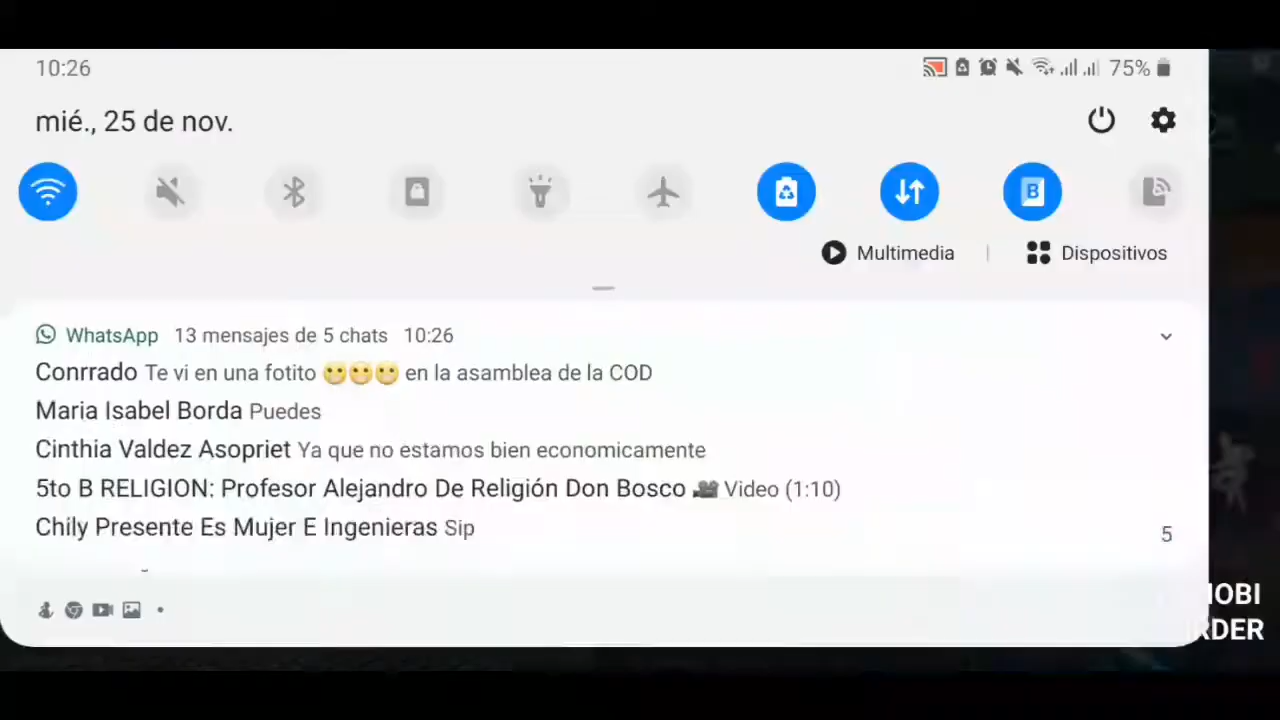 10:26
75%
mié., 25 de nov.
B
Multimedia | Dispositivos
WhatsApp 13 mensajes de 5 chats 10:26
Conrrado Te vi en una fotito 😬😬😬 en la asamblea de la COD
Maria Isabel Borda Puedes
Cinthia Valdez Asopriet Ya que no estamos bien economicamente
5to B RELIGION: Profesor Alejandro De Religión Don Bosco 🎥 Video (1:10)
Chily Presente Es Mujer E Ingenieras Sip
5